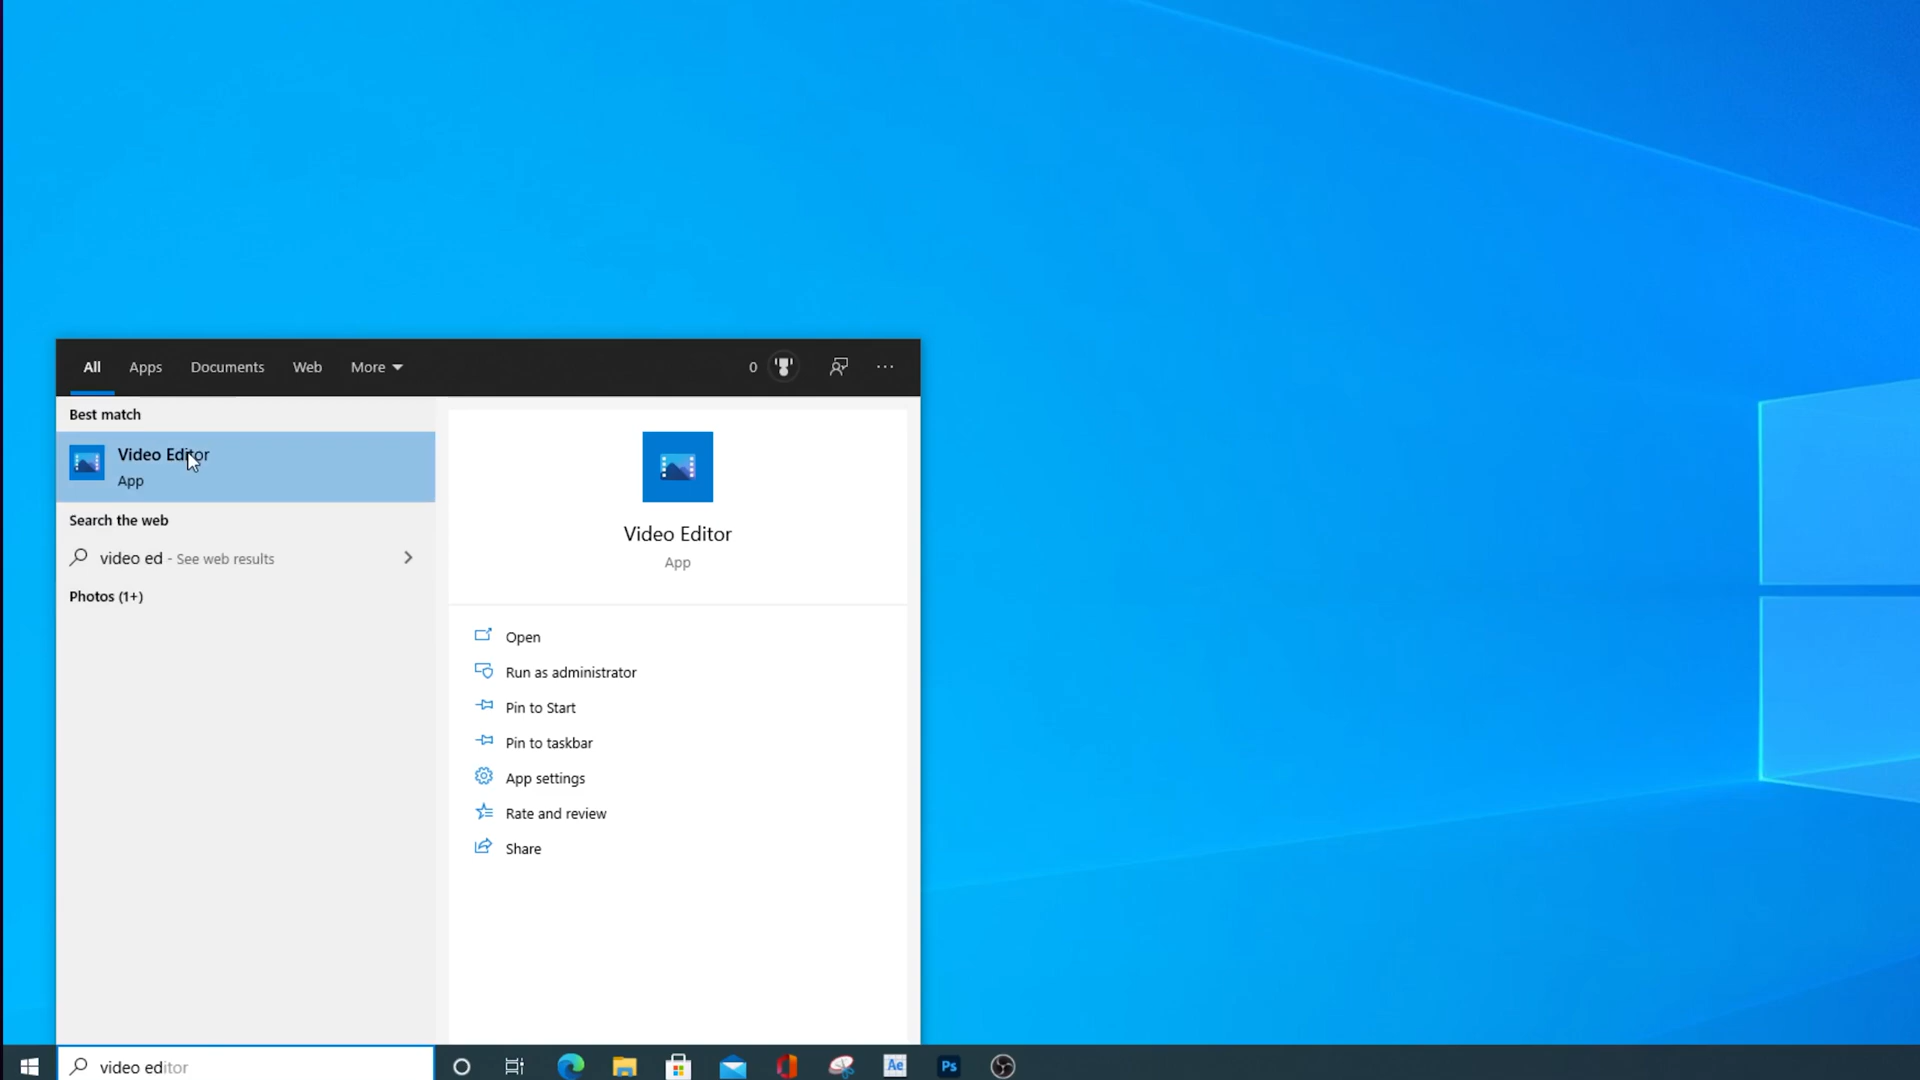 All Apps Documents Web More 0
Best match
Video Editor
App
Search the web
video ed - See web results
Photos (1+)
Video Editor
App
Open
Run as administrator
Pin to Start
Pin to taskbar
App settings
Rate and review
Share
video editor
Ae Ps